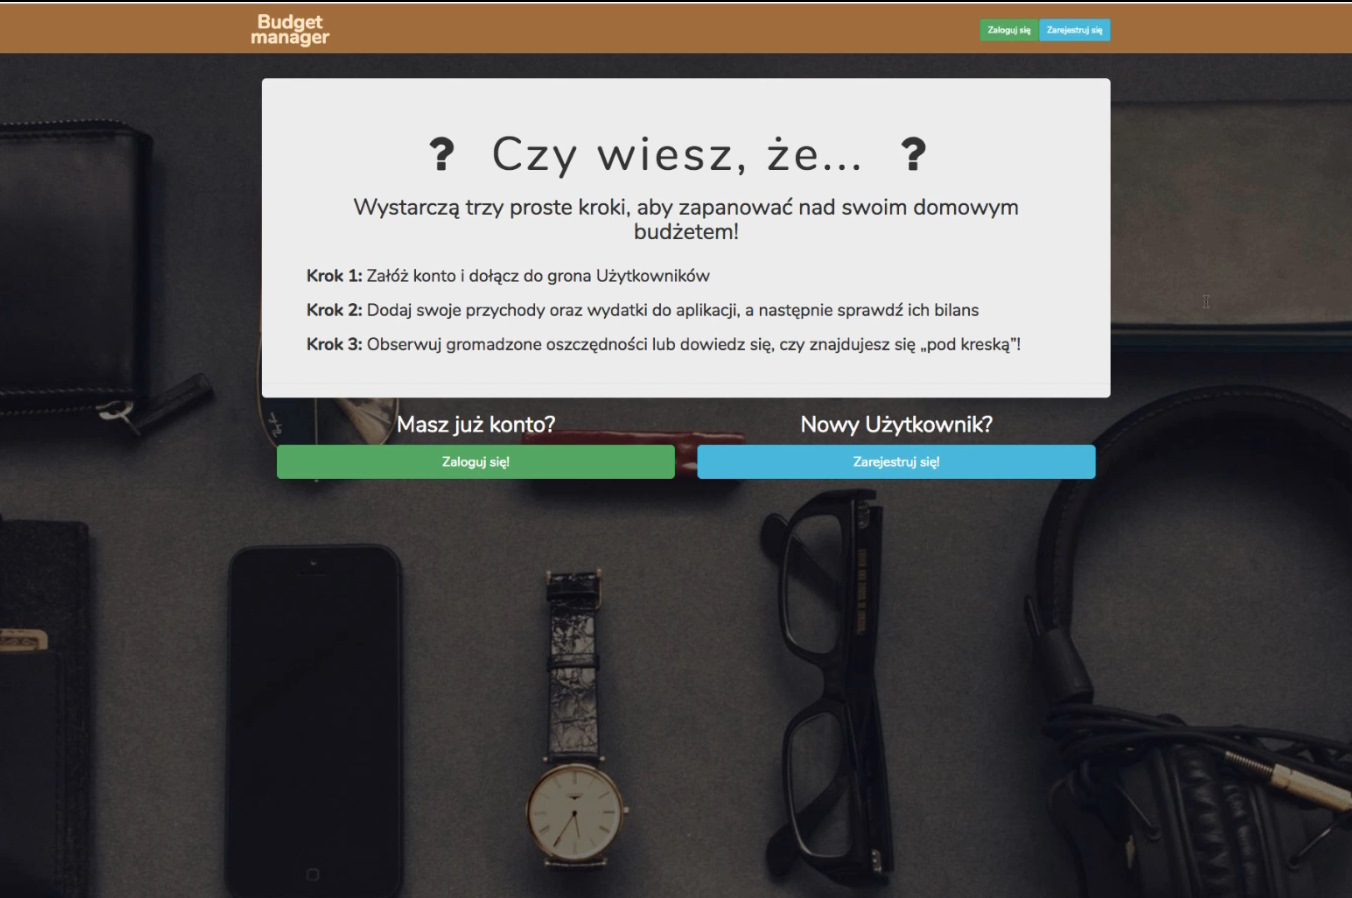 Budget
manager
Zaloguj się Zarejestruj się
? Czy wiesz, że... ?
Wystarczą trzy proste kroki, aby zapanować nad swoim domowym
budżetem!
Krok 1: Załóż konto i dołącz do grona Użytkowników
Krok 2: Dodaj swoje przychody oraz wydatki do aplikacji, a następnie sprawdź ich bilans
Krok 3: Obserwuj gromadzone oszczędności lub dowiedz się, czy znajdujesz się „pod kreską”!
Masz już konto? Nowy Użytkownik?
Zaloguj się! Zarejestruj się!